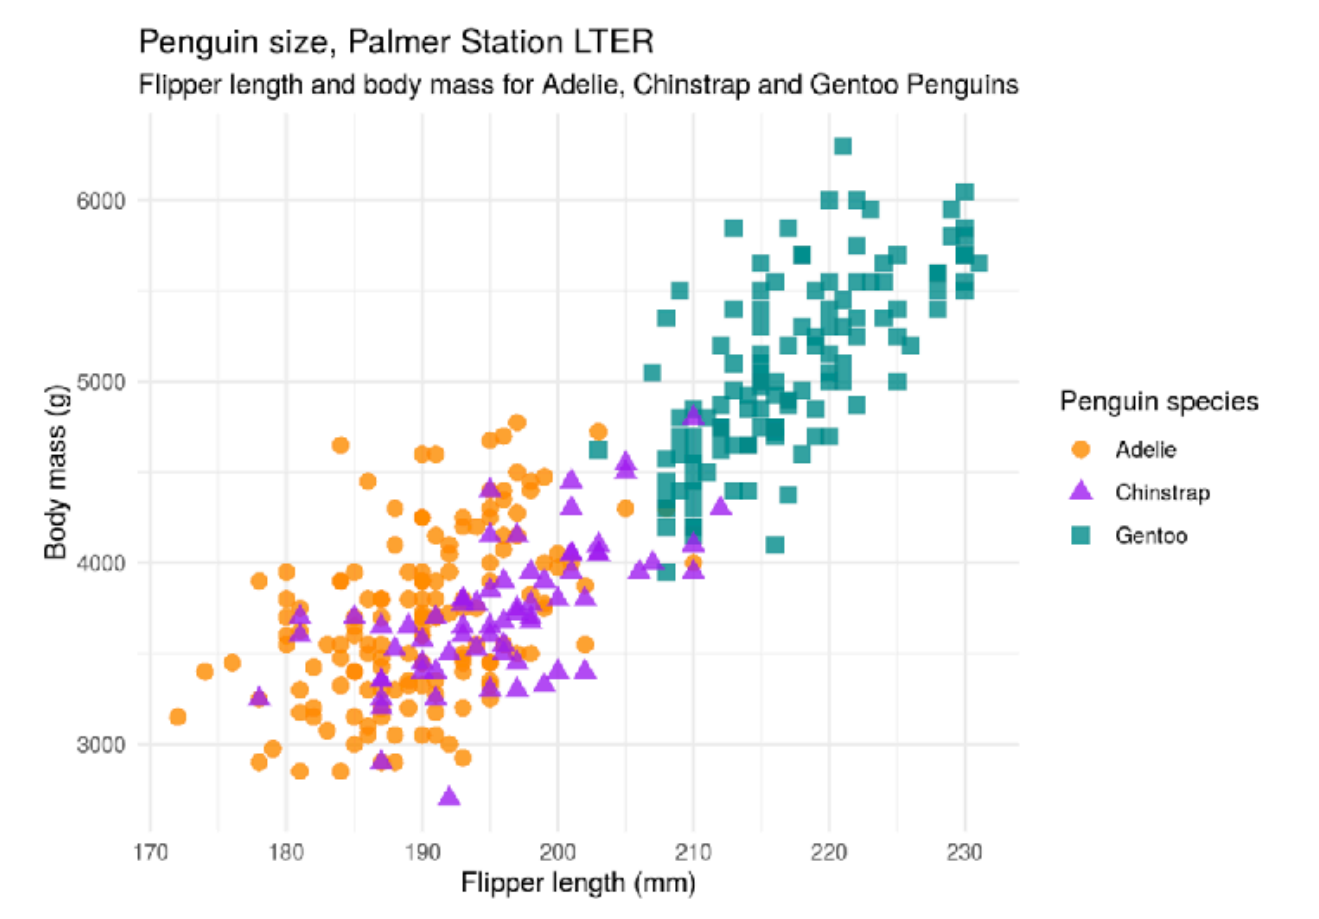 Penguin size, Palmer Station LTER
Flipper length and body mass for Adelie, Chinstrap and Gentoo Penguins
6000
5000
4000
3000
Body mass (g)
170 180 190 200 210 220 230
Flipper length (mm)
Penguin species
Adelie
Chinstrap
Gentoo